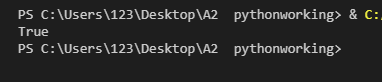 PS C:\Users\123\Desktop\A2  pythonworking> & C:
True
PS C:\Users\123\Desktop\A2  pythonworking>